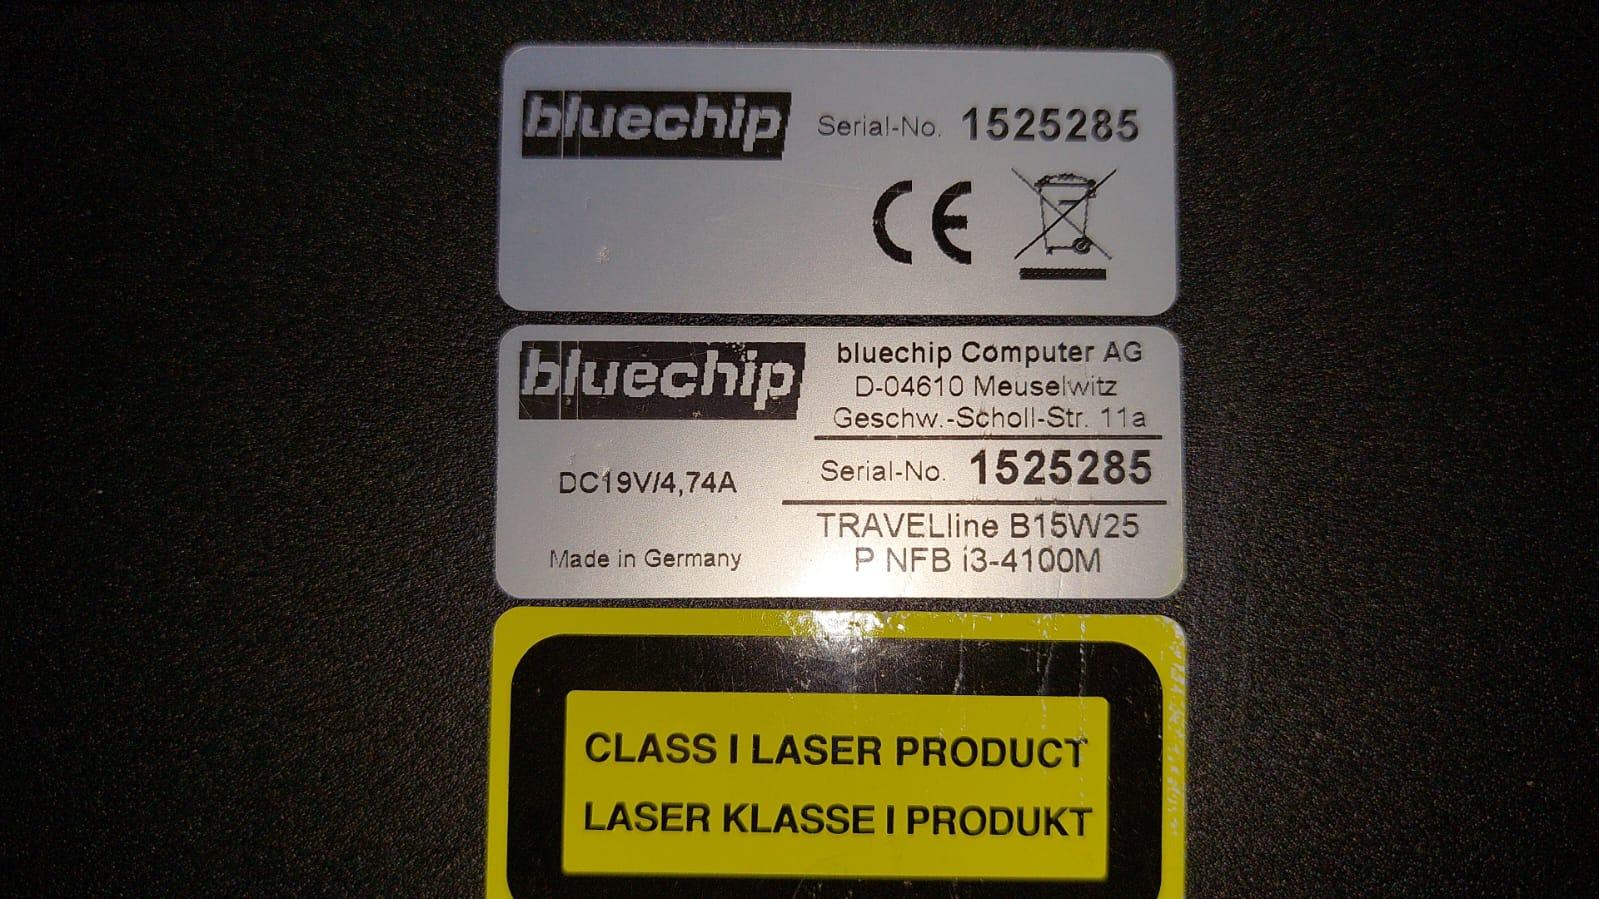 bluechip Serial-No. 1525285
CE
bluechip
bluechip Computer AG
D-04610 Meuselwitz
Geschw.-Scholl-Str. 11a
DC19V/4,74A
Serial-No. 1525285
Made in Germany
TRAVELline B15W25
P NFB i3-4100M
CLASS I LASER PRODUCT
LASER KLASSE I PRODUKT